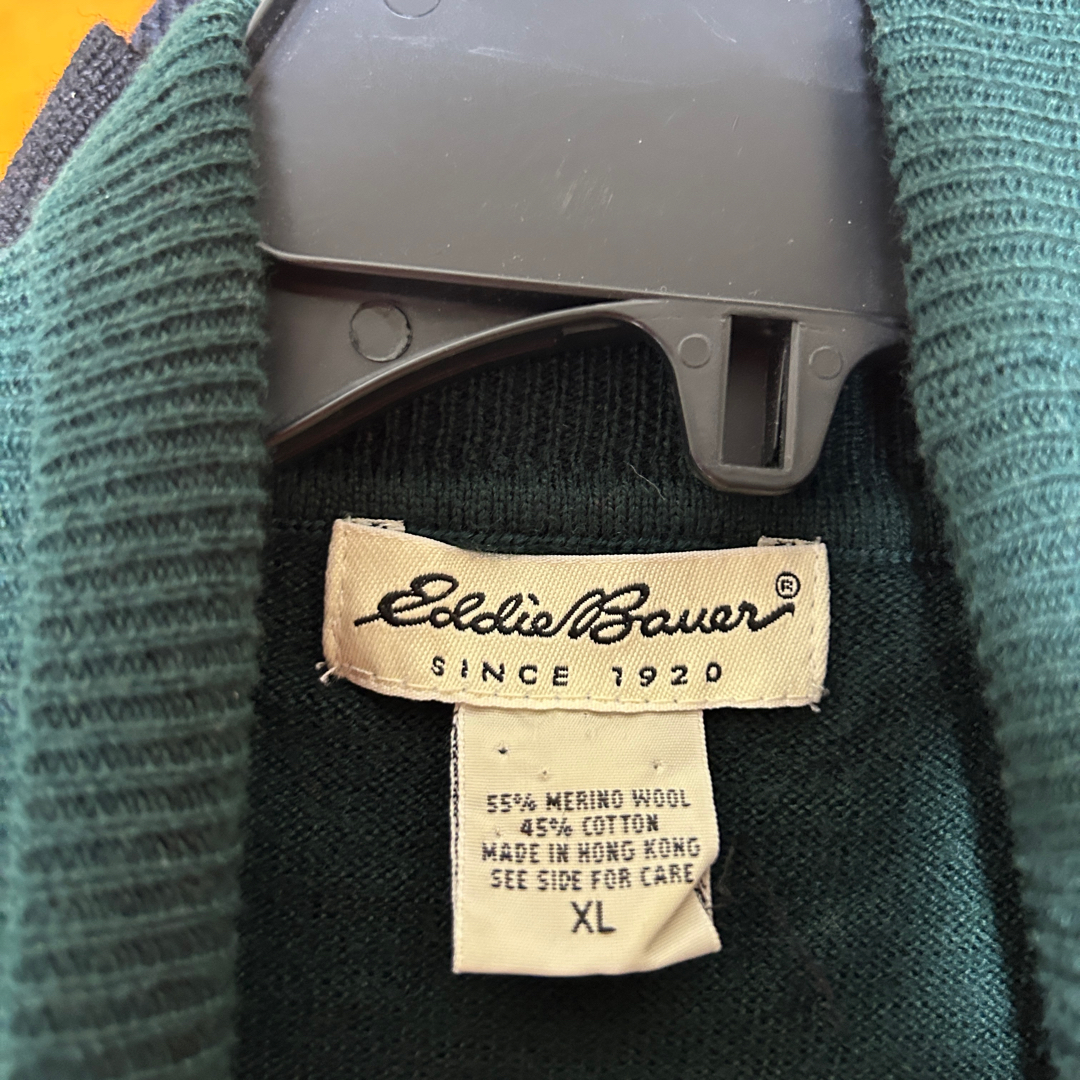 Eddie Bauer®
SINCE 1920
55% MERINO WOOL
45% COTTON
MADE IN HONG KONG
SEE SIDE FOR CARE
XL